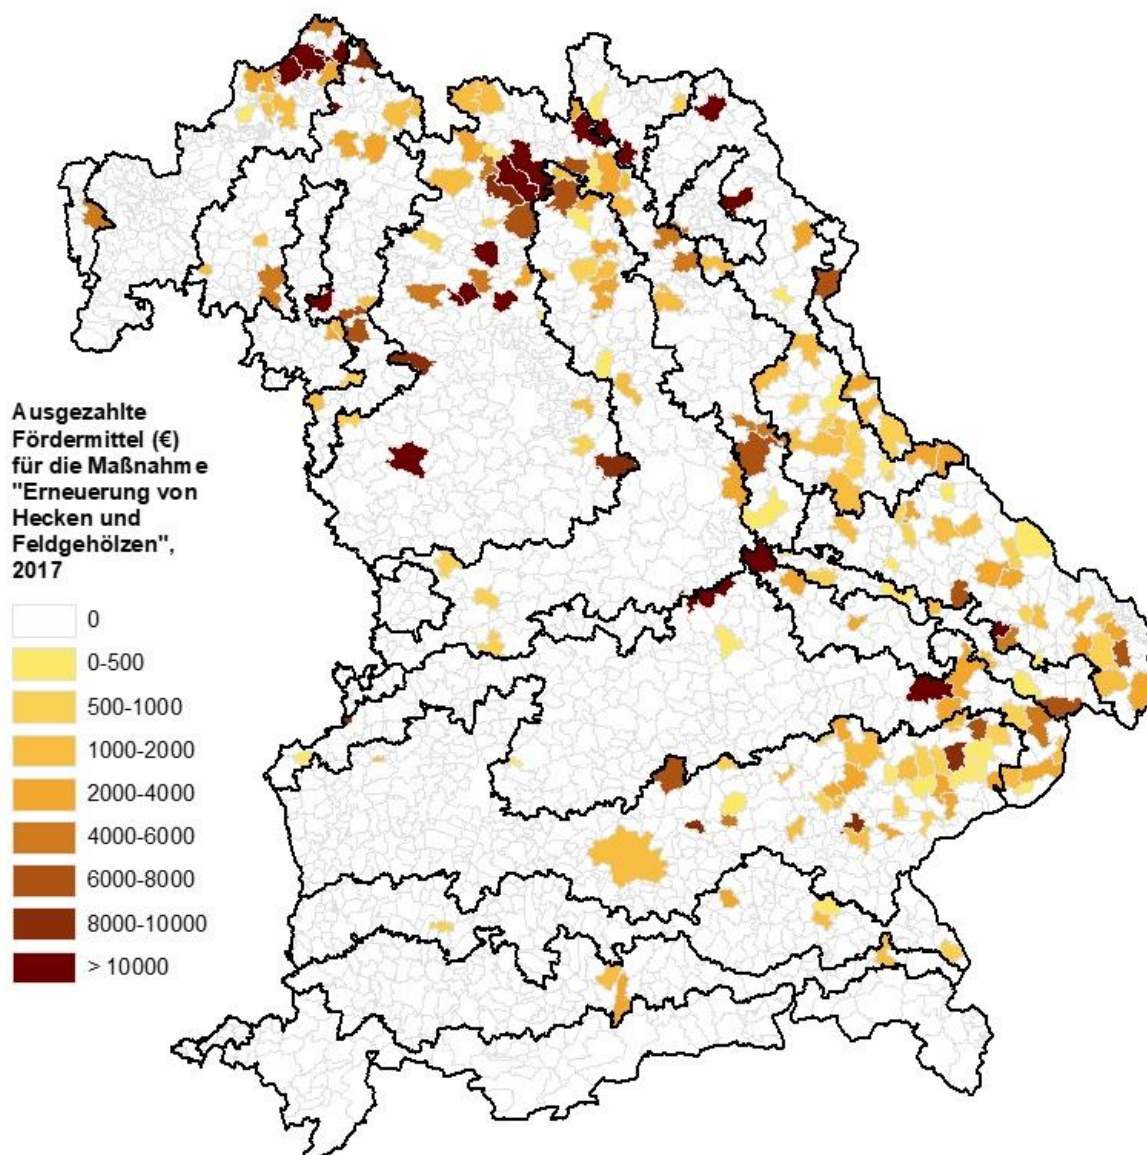 Ausgezahlte
Fördermittel (€)
für die Maßnahme
"Erneuerung von
Hecken und
Feldgehölzen",
2017
0
0-500
500-1000
1000-2000
2000-4000
4000-6000
6000-8000
8000-10000
> 10000